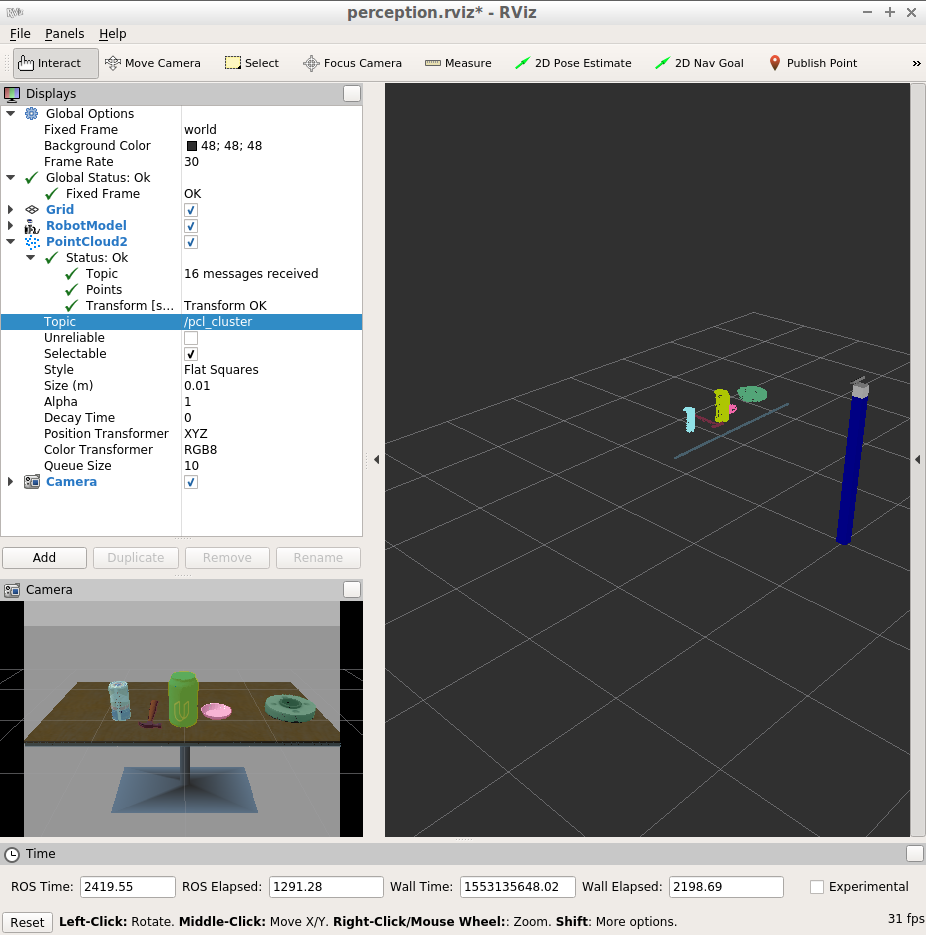 RViz
perception.rviz* - RViz
File Panels Help
Interact Move Camera Select Focus Camera Measure 2D Pose Estimate 2D Nav Goal Publish Point »
Displays
Global Options
Fixed Frame world
Background Color 48; 48; 48
Frame Rate 30
Global Status: Ok
Fixed Frame OK
Grid
RobotModel
PointCloud2
Status: Ok
Topic 16 messages received
Points
Transform [s... Transform OK
Topic /pcl_cluster
Unreliable
Selectable
Style Flat Squares
Size (m) 0.01
Alpha 1
Decay Time 0
Position Transformer XYZ
Color Transformer RGB8
Queue Size 10
Camera
Add Duplicate Remove Rename
Camera
Time
ROS Time: 2419.55 ROS Elapsed: 1291.28 Wall Time: 1553135648.02 Wall Elapsed: 2198.69 Experimental
Reset Left-Click: Rotate. Middle-Click: Move X/Y. Right-Click/Mouse Wheel:: Zoom. Shift: More options. 31 fps